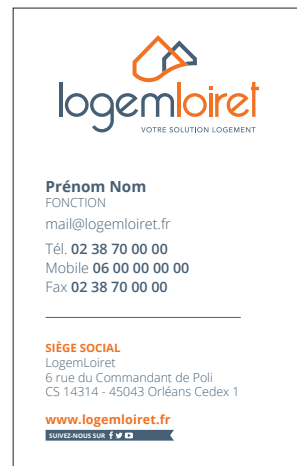 logemloiret
VOTRE SOLUTION LOGEMENT
Prénom Nom
FONCTION
mail@logemloiret.fr
Tél. 02 38 70 00 00
Mobile 06 00 00 00 00
Fax 02 38 70 00 00
SIÈGE SOCIAL
LogemLoiret
6 rue du Commandant de Poli
CS 14314 - 45043 Orléans Cedex 1
www.logemloiret.fr
SUIVEZ-NOUS SUR